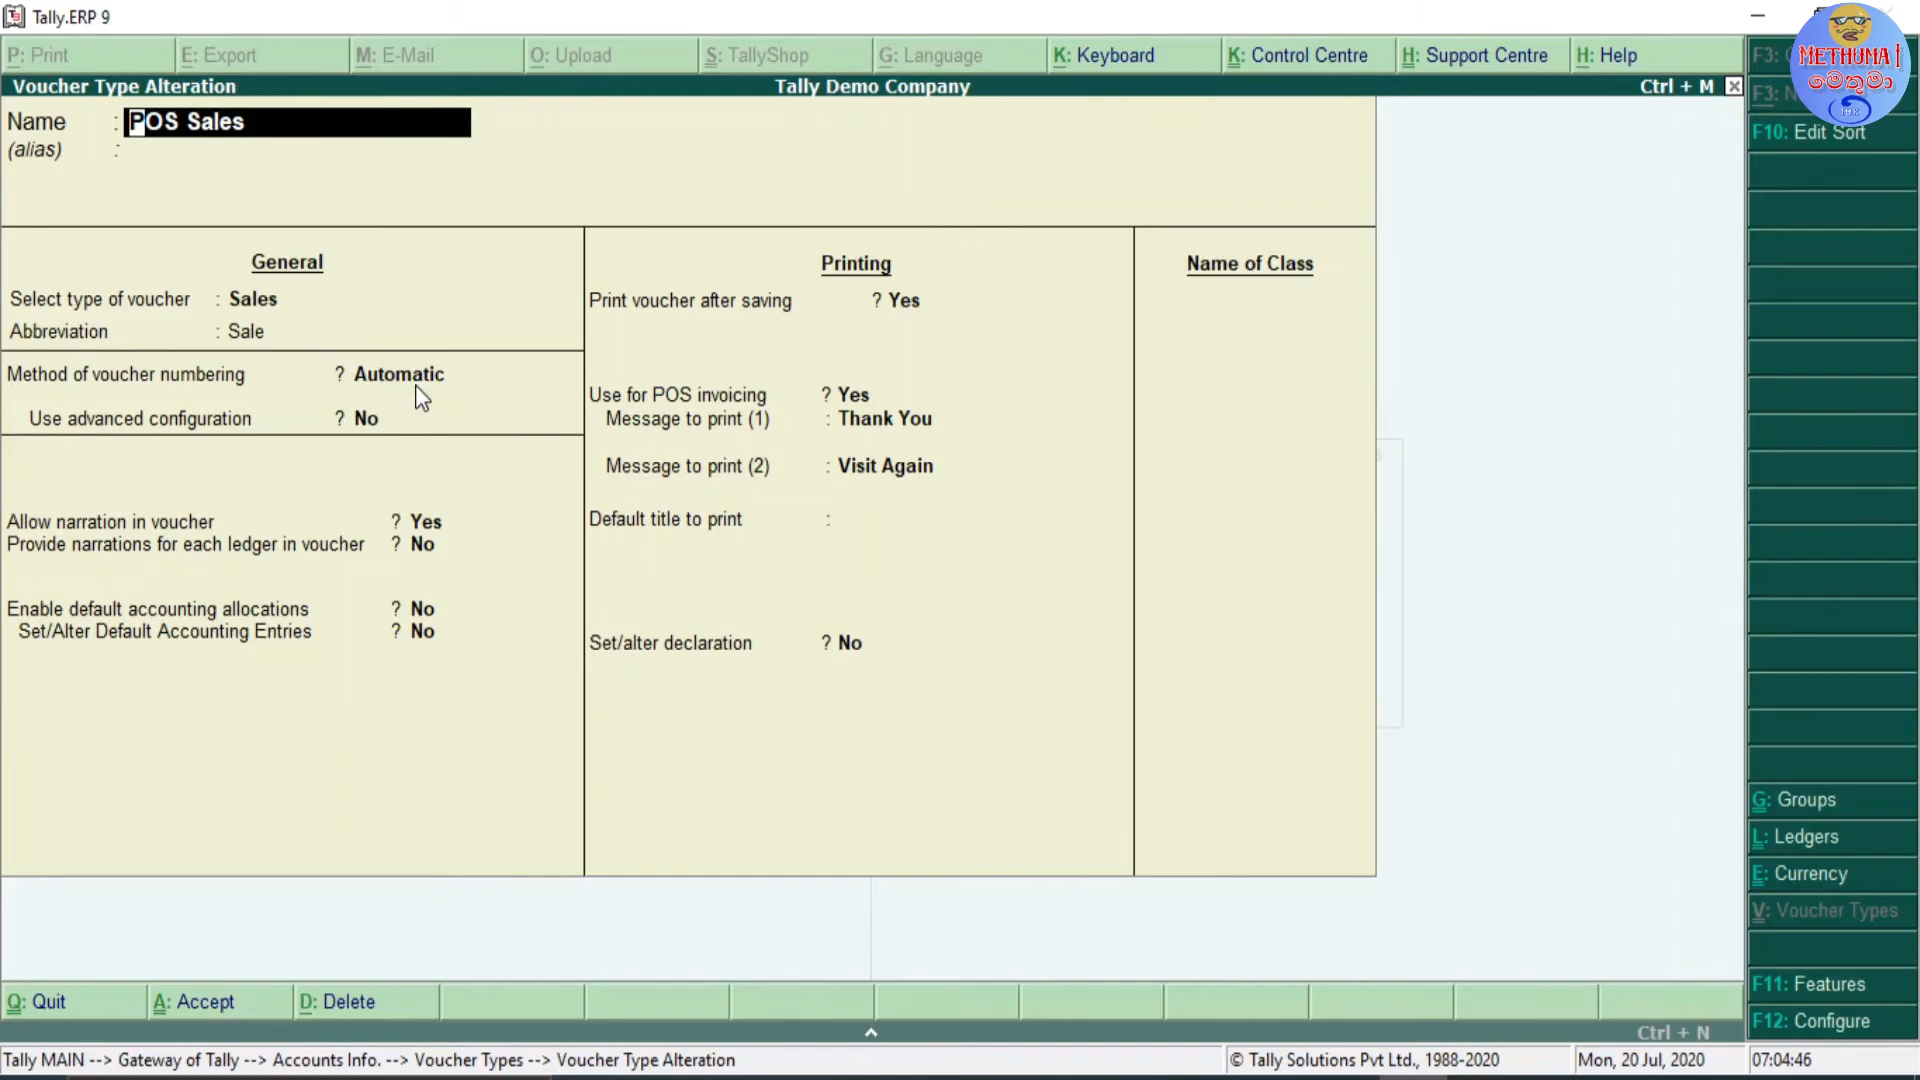 Tally.ERP 9
P: Print E: Export M: E-Mail O: Upload S: TallyShop G: Language K: Keyboard K: Control Centre H: Support Centre H: Help
Voucher Type Alteration Tally Demo Company Ctrl + M
Name : POS Sales
(alias) :
General
Select type of voucher : Sales
Abbreviation : Sale
Method of voucher numbering ? Automatic
Use advanced configuration ? No
Allow narration in voucher ? Yes
Provide narrations for each ledger in voucher ? No
Enable default accounting allocations ? No
Set/Alter Default Accounting Entries ? No
Printing
Print voucher after saving ? Yes
Use for POS invoicing ? Yes
Message to print (1) : Thank You
Message to print (2) : Visit Again
Default title to print :
Set/alter declaration ? No
Name of Class
METHUMA
මෙතුමා
F3:
F3:
F10: Edit Sort
G: Groups
L: Ledgers
E: Currency
V: Voucher Types
F11: Features
F12: Configure
Q: Quit A: Accept D: Delete
Ctrl + N
Tally MAIN --> Gateway of Tally --> Accounts Info. --> Voucher Types --> Voucher Type Alteration © Tally Solutions Pvt Ltd., 1988-2020 Mon, 20 Jul, 2020 07:04:46